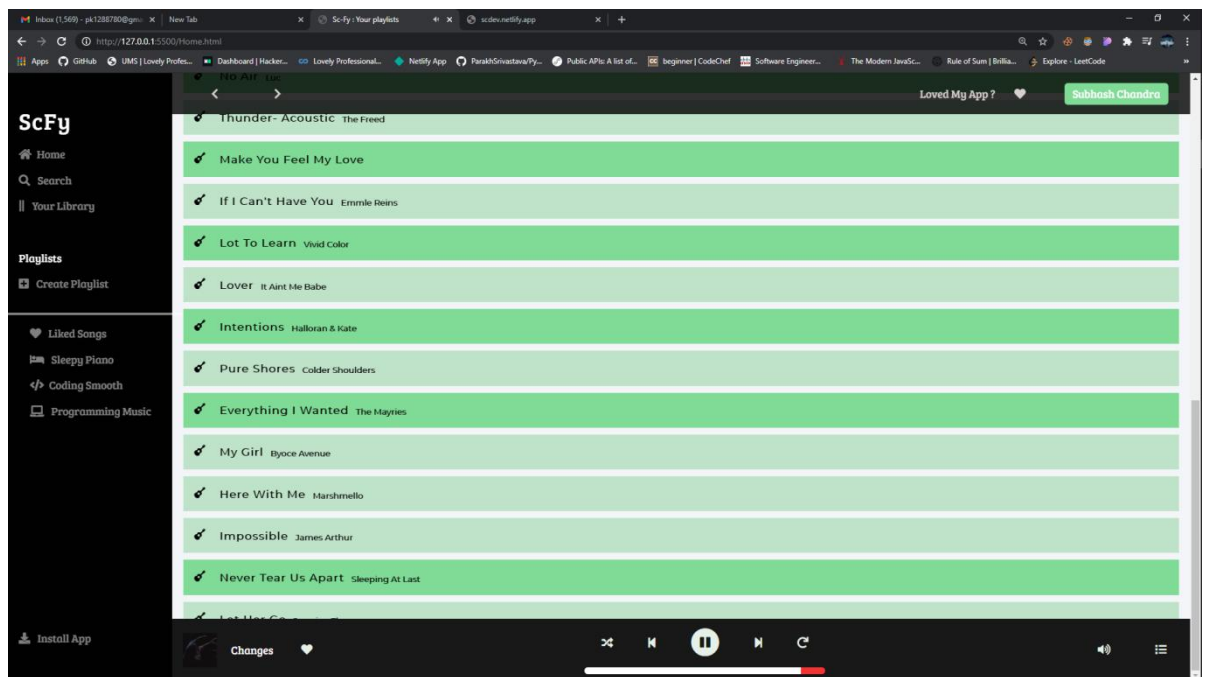 Inbox (1,569) - pk1288780@gma
New Tab
Sc-Fy : Your playlists
scdev.netlify.app
http://127.0.0.1:5500/Home.html
Apps GitHub UMS | Lovely Profes... Dashboard | Hacker... Lovely Professional... Netlify App ParakhSrivastava/Py... Public APIs: A list of... beginner | CodeChef Software Engineer... The Modern JavaSc... Rule of Sum | Brillia... Explore - LeetCode
ScFy
Home
Search
Your Library
Playlists
Create Playlist
Liked Songs
Sleepy Piano
Coding Smooth
Programming Music
Install App
Loved My App ?
Subhash Chandra
No Air Luc
Thunder- Acoustic The Freed
Make You Feel My Love
If I Can't Have You Emmle Reins
Lot To Learn Vivid Color
Lover It Aint Me Babe
Intentions Halloran & Kate
Pure Shores Colder Shoulders
Everything I Wanted The Mayries
My Girl Byoce Avenue
Here With Me Marshmello
Impossible James Arthur
Never Tear Us Apart Sleeping At Last
Let Her Go
Changes